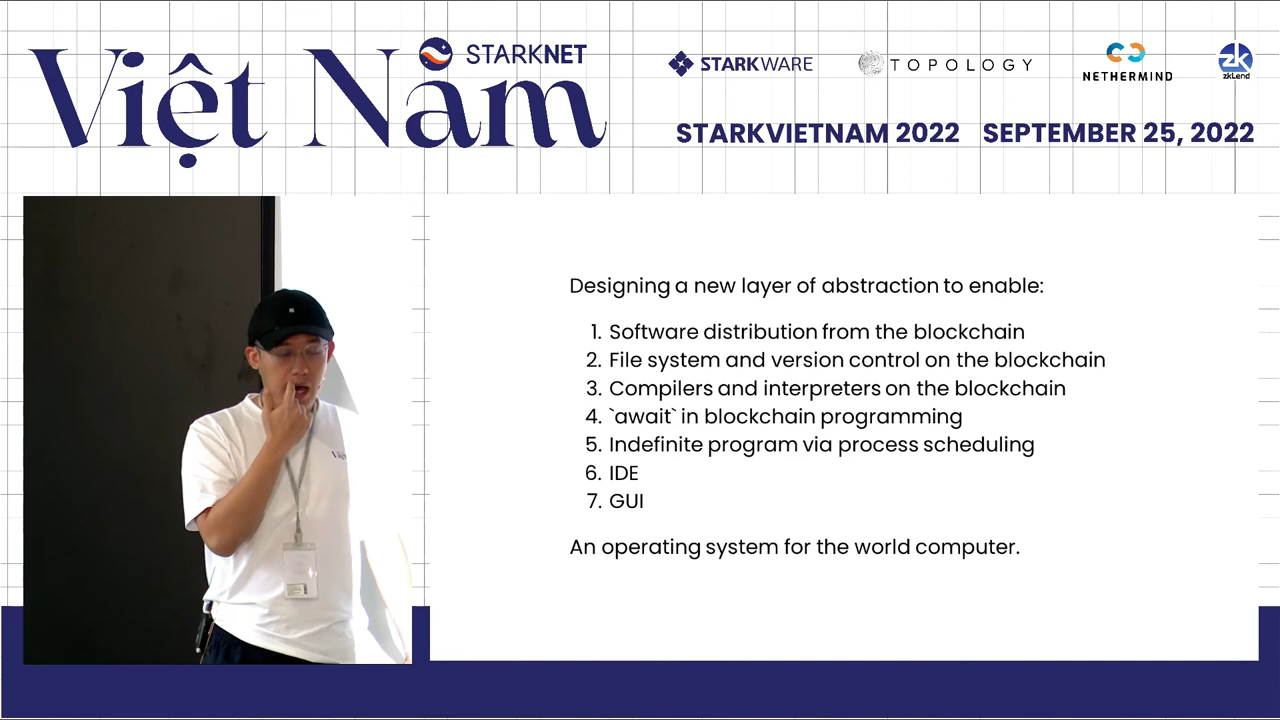 Việt Nam
STARKNET
STARKWARE
TOPOLOGY
NETHERMIND
zk
zkLend
STARKVIETNAM 2022 SEPTEMBER 25, 2022
Designing a new layer of abstraction to enable:
1. Software distribution from the blockchain
2. File system and version control on the blockchain
3. Compilers and interpreters on the blockchain
4. `await` in blockchain programming
5. Indefinite program via process scheduling
6. IDE
7. GUI
An operating system for the world computer.